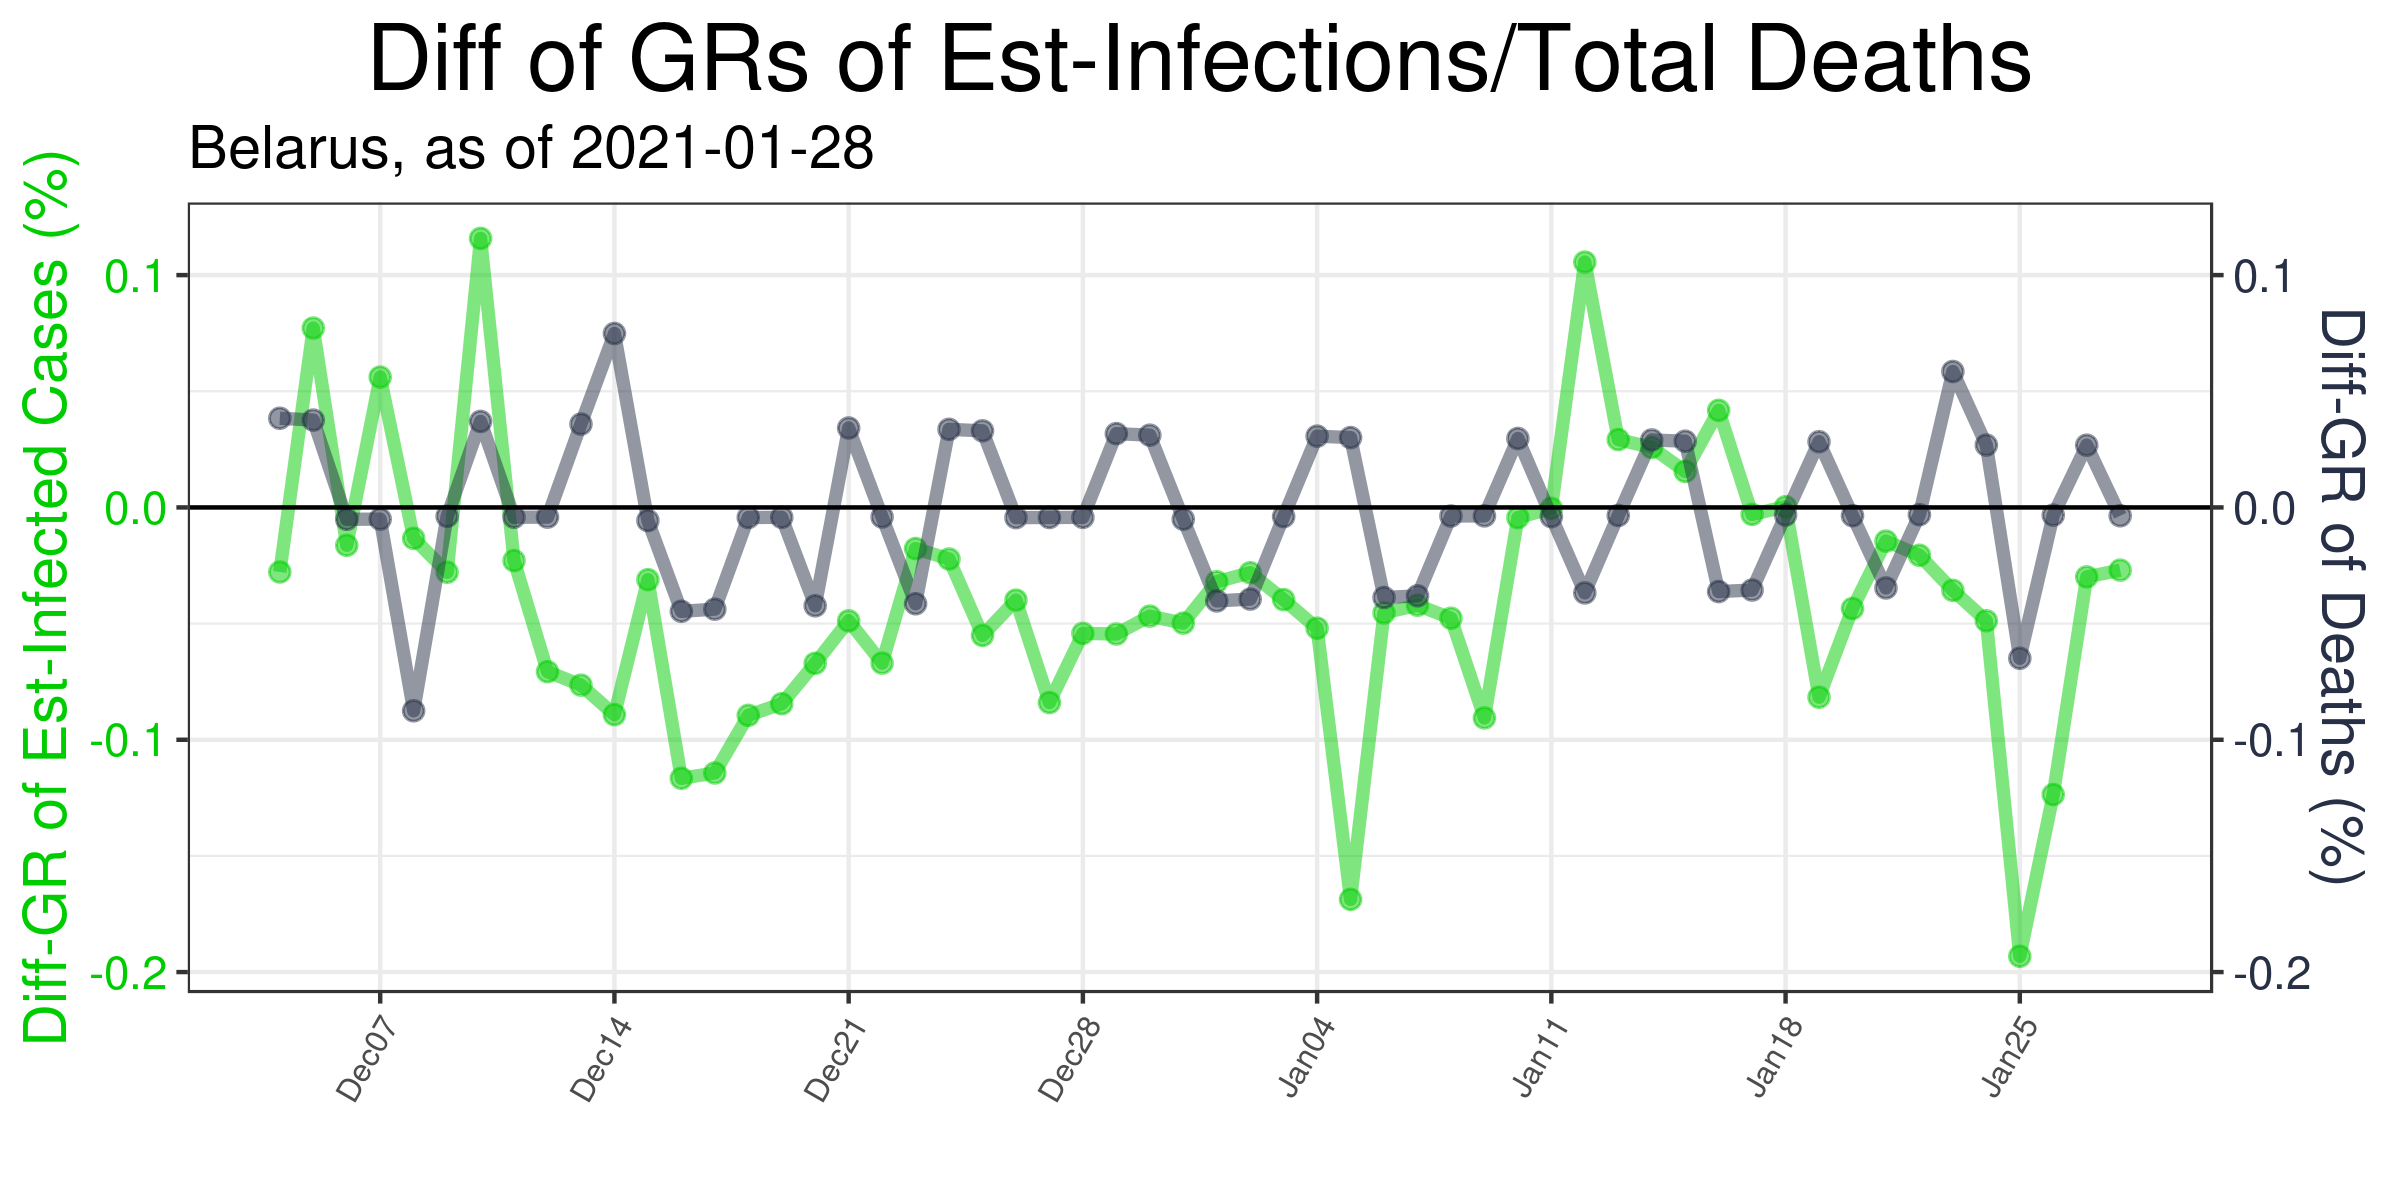 Diff of GRs of Est-Infections/Total Deaths
Belarus, as of 2021-01-28
Diff-GR of Est-Infected Cases (%)
0.1
0.0
-0.1
-0.2
0.1
0.0
-0.1
-0.2
Diff-GR of Deaths (%)
Dec07
Dec14
Dec21
Dec28
Jan04
Jan11
Jan18
Jan25